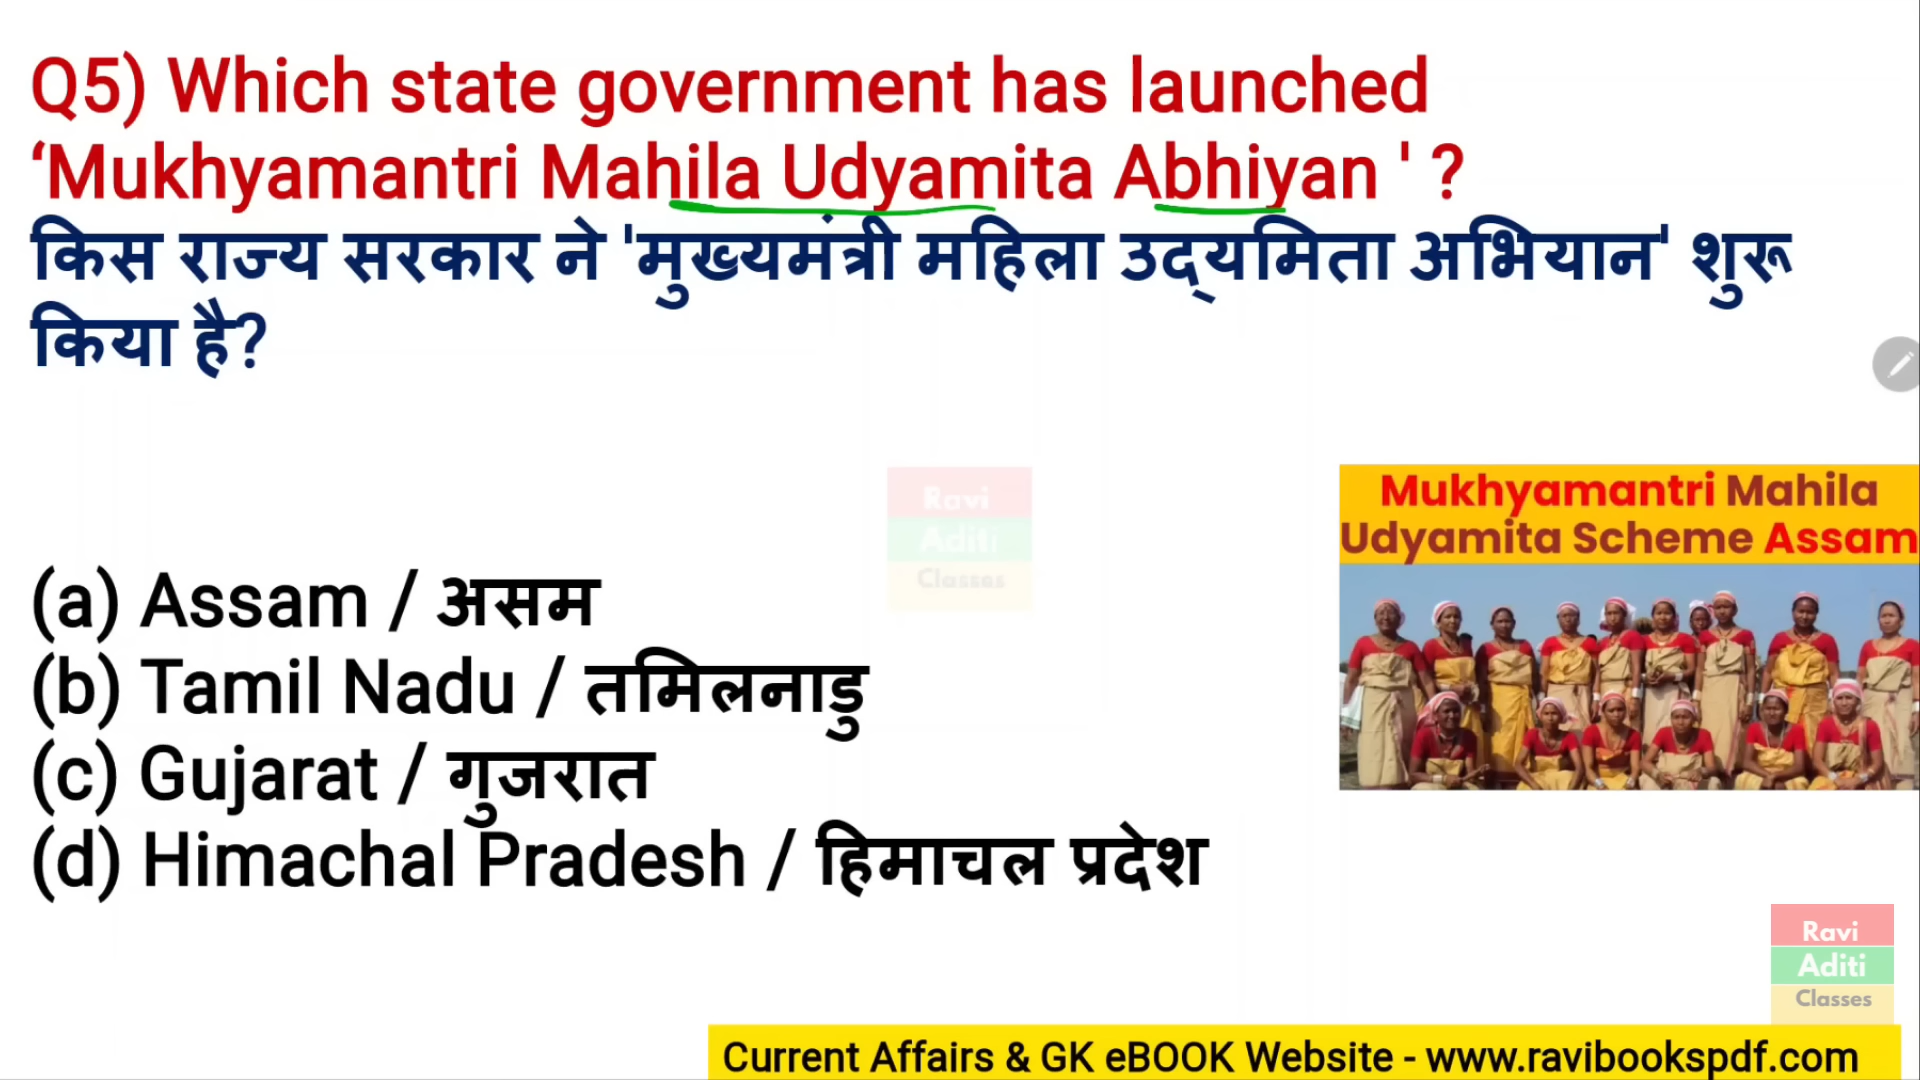 Q5) Which state government has launched
‘Mukhyamantri Mahila Udyamita Abhiyan ' ?
किस राज्य सरकार ने 'मुख्यमंत्री महिला उद्यमिता अभियान' शुरू
किया है?
Ravi
Aditi
Classes
Mukhyamantri Mahila
Udyamita Scheme Assam
(a) Assam / असम
(b) Tamil Nadu / तमिलनाडु
(c) Gujarat / गुजरात
(d) Himachal Pradesh / हिमाचल प्रदेश
Ravi
Aditi
Classes
Current Affairs & GK eBOOK Website - www.ravibookspdf.com